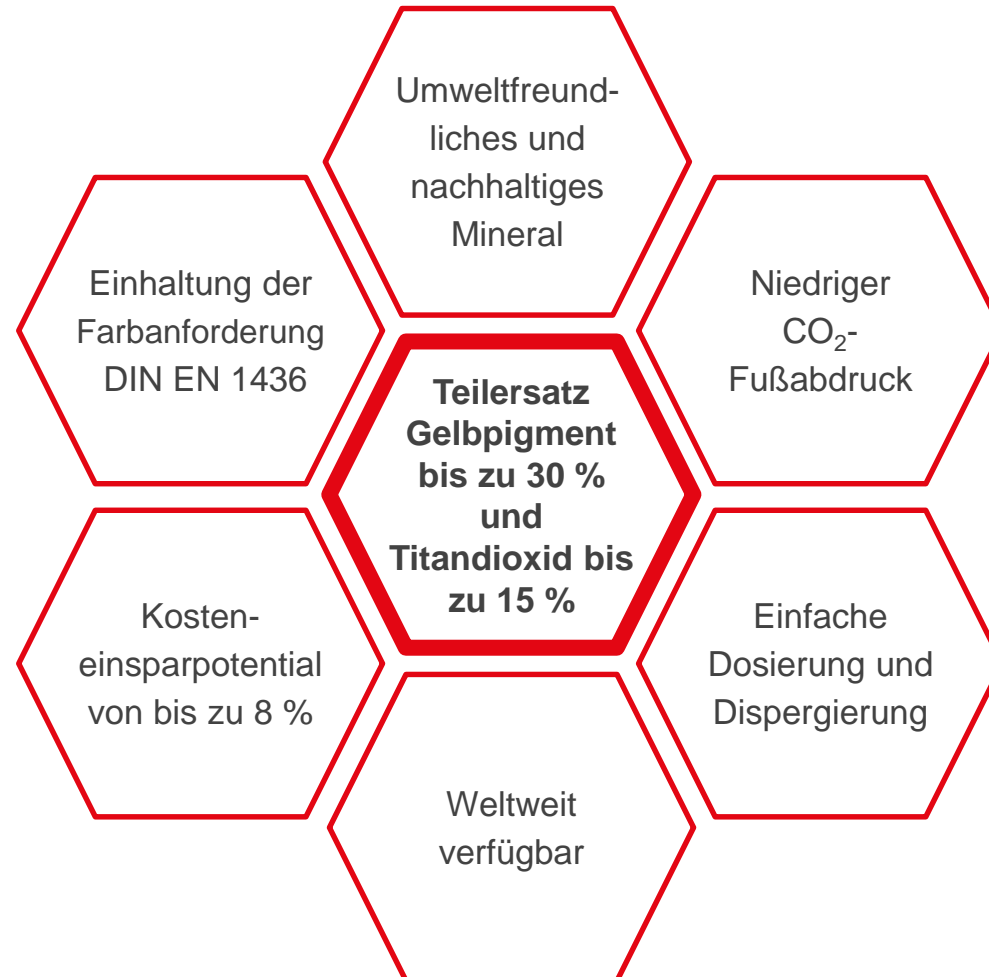 Umweltfreund-
liches und
nachhaltiges
Mineral
Einhaltung der
Farbanforderung
DIN EN 1436
Niedriger
CO₂-
Fußabdruck
Teilersatz
Gelbpigment
bis zu 30 %
und
Titandioxid bis
zu 15 %
Kosten-
einsparpotential
von bis zu 8 %
Einfache
Dosierung und
Dispergierung
Weltweit
verfügbar